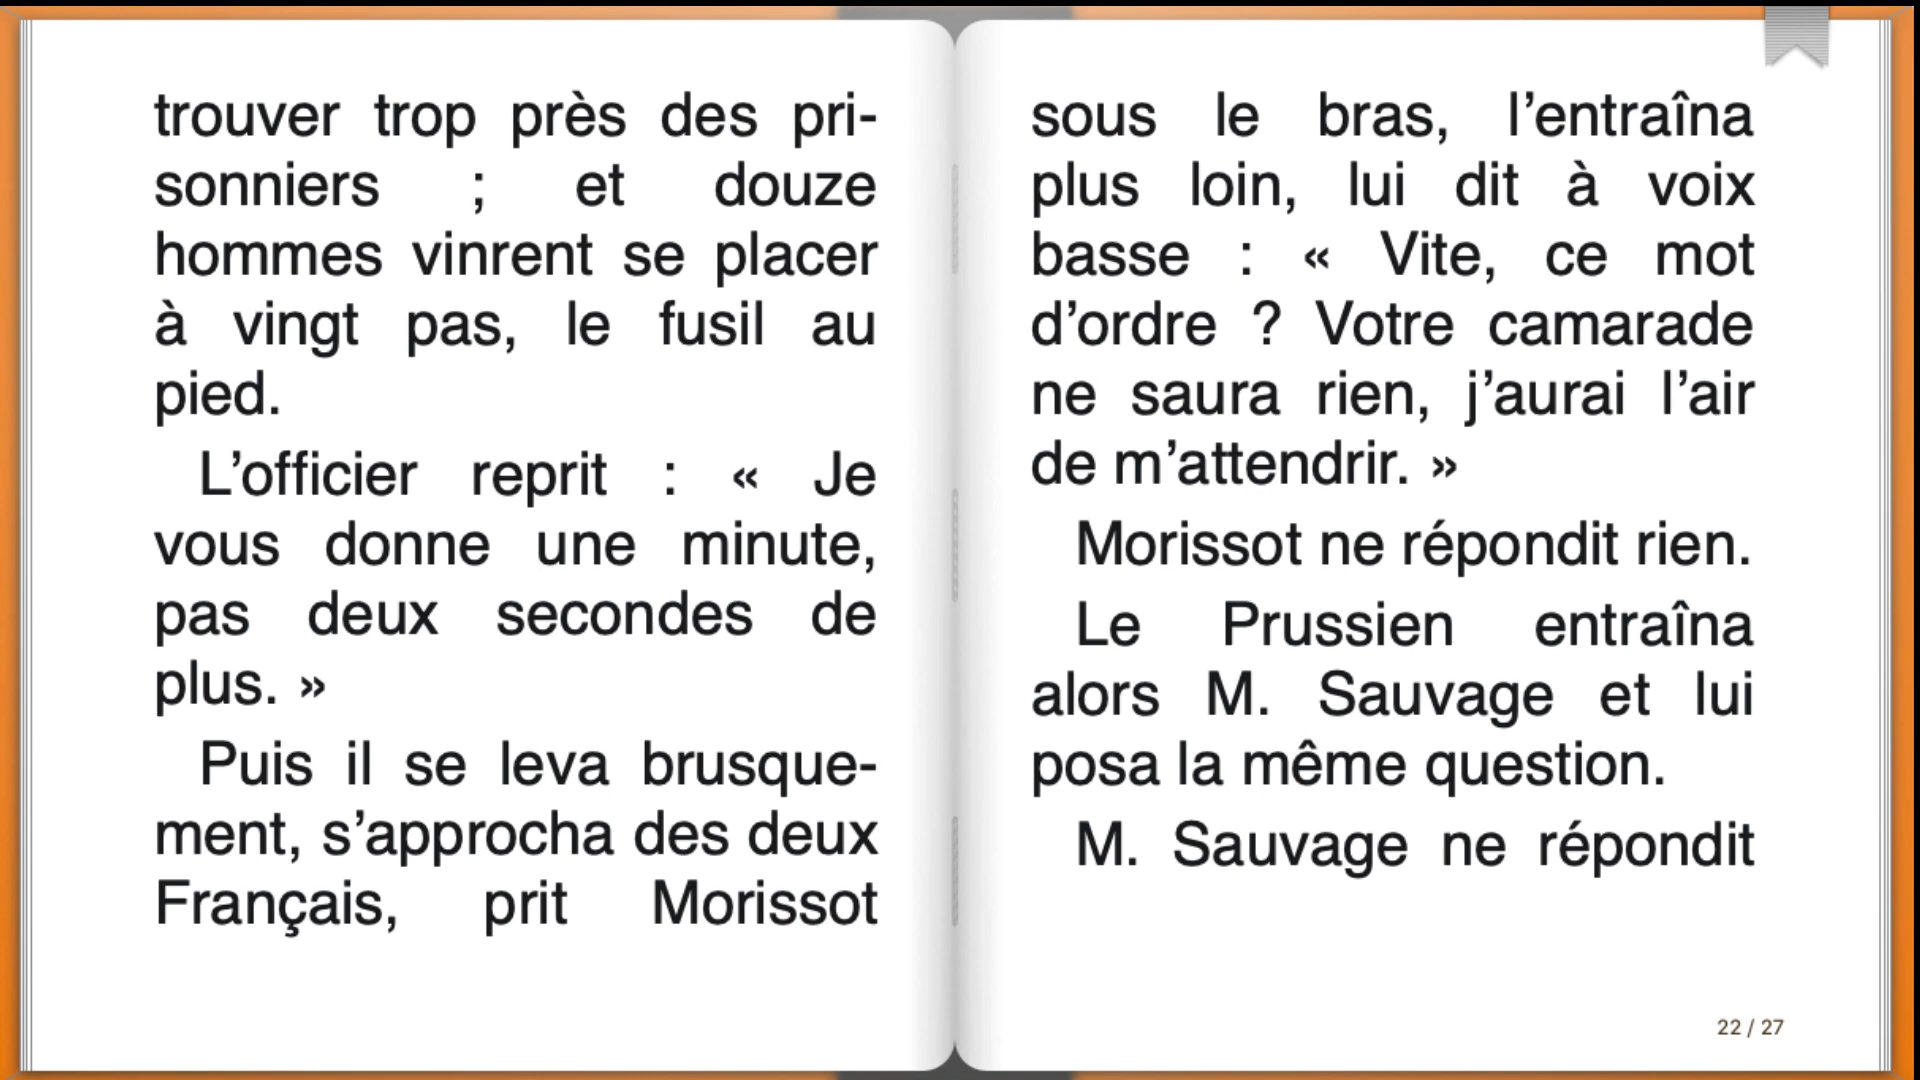 trouver trop près des pri-
sonniers ; et douze
hommes vinrent se placer
à vingt pas, le fusil au
pied.
L’officier reprit : « Je
vous donne une minute,
pas deux secondes de
plus. »
Puis il se leva brusque-
ment, s’approcha des deux
Français, prit Morissot
sous le bras, l’entraîna
plus loin, lui dit à voix
basse : « Vite, ce mot
d’ordre ? Votre camarade
ne saura rien, j’aurai l’air
de m’attendrir. »
Morissot ne répondit rien.
Le Prussien entraîna
alors M. Sauvage et lui
posa la même question.
M. Sauvage ne répondit
22 / 27